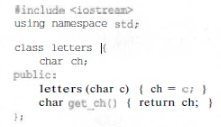 #include <iostream>
using namespace std;
class letters {
char ch;
public:
letters (char c) { ch = c; }
char get_ch() { return ch; }
};